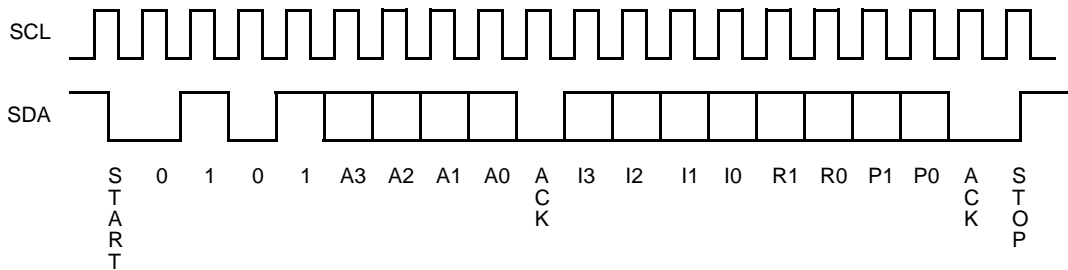 SCL
SDA
START 0 1 0 1 A3 A2 A1 A0 ACK I3 I2 I1 I0 R1 R0 P1 P0 ACK STOP